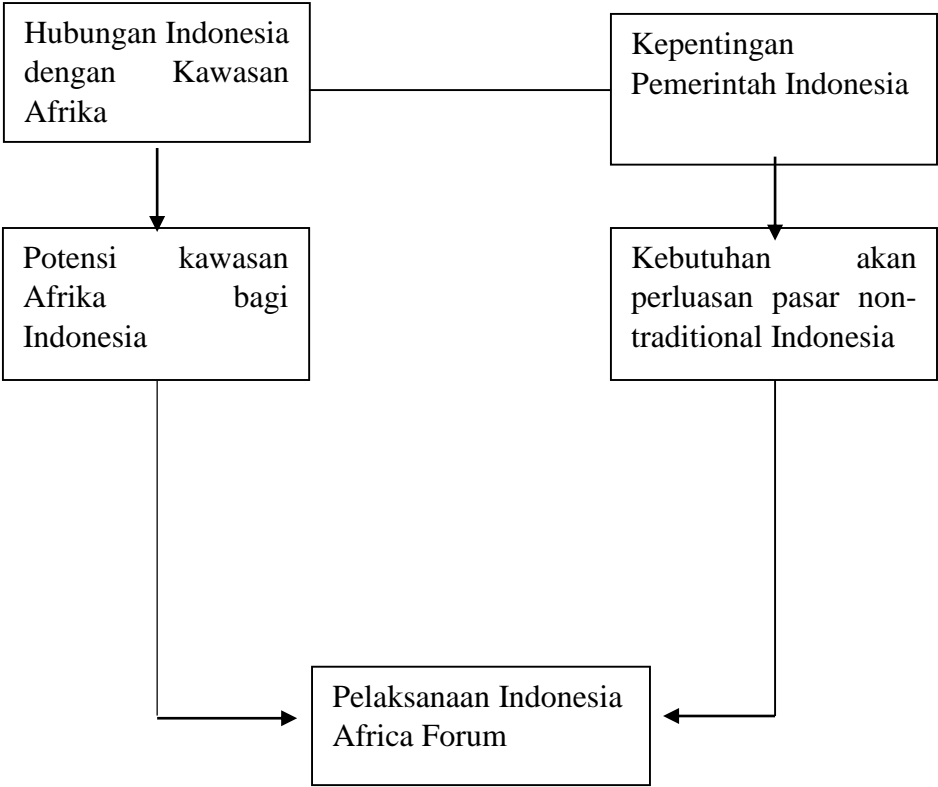 Hubungan Indonesia
dengan Kawasan
Afrika
Kepentingan
Pemerintah Indonesia
Potensi kawasan
Afrika bagi
Indonesia
Kebutuhan akan
perluasan pasar non-
traditional Indonesia
Pelaksanaan Indonesia
Africa Forum